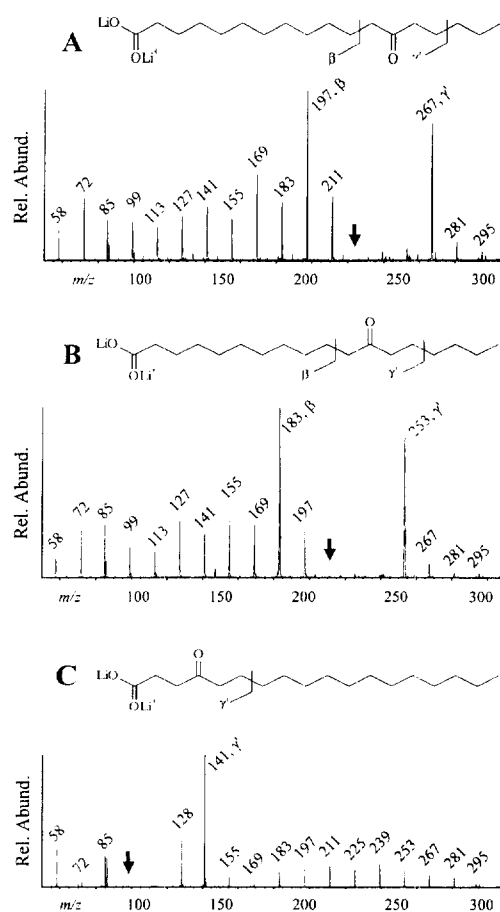 A
LiO
OLi⁺
β
O
γ'
Rel. Abund.
58
72
85
99
113
127
141
155
169
183
197, β
211
267, γ'
281
295
m/z
100
150
200
250
300
B
LiO
OLi⁺
O
β
γ'
Rel. Abund.
58
72
85
99
113
127
141
155
169
183, β
197
253, γ'
267
281
295
m/z
100
150
200
250
300
C
LiO
OLi⁺
O
γ'
Rel. Abund.
58
72
85
128
141, γ'
155
169
183
197
211
225
239
253
267
281
295
m/z
100
150
200
250
300